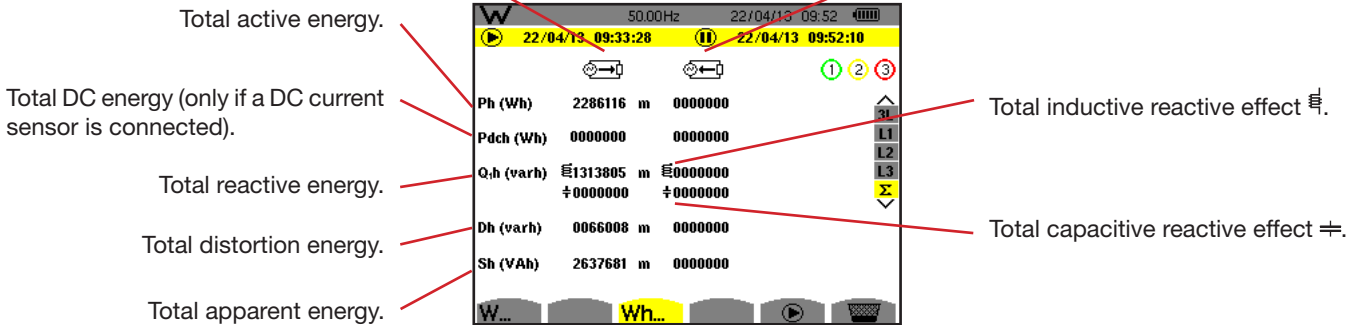 W 50.00Hz 22/04/13 09:52
22/04/13 09:33:28 22/04/13 09:52:10
1 2 3
Total active energy.
Total DC energy (only if a DC current
sensor is connected).
Total reactive energy.
Total distortion energy.
Total apparent energy.
Ph (Wh) 2286116 m 0000000
Pdch (Wh) 0000000 0000000
Q₁h (varh) 1313805 m 0000000
0000000 0000000
Dh (varh) 0066008 m 0000000
Sh (VAh) 2637681 m 0000000
3L
L1
L2
L3
Σ
W... Wh...
Total inductive reactive effect .
Total capacitive reactive effect .